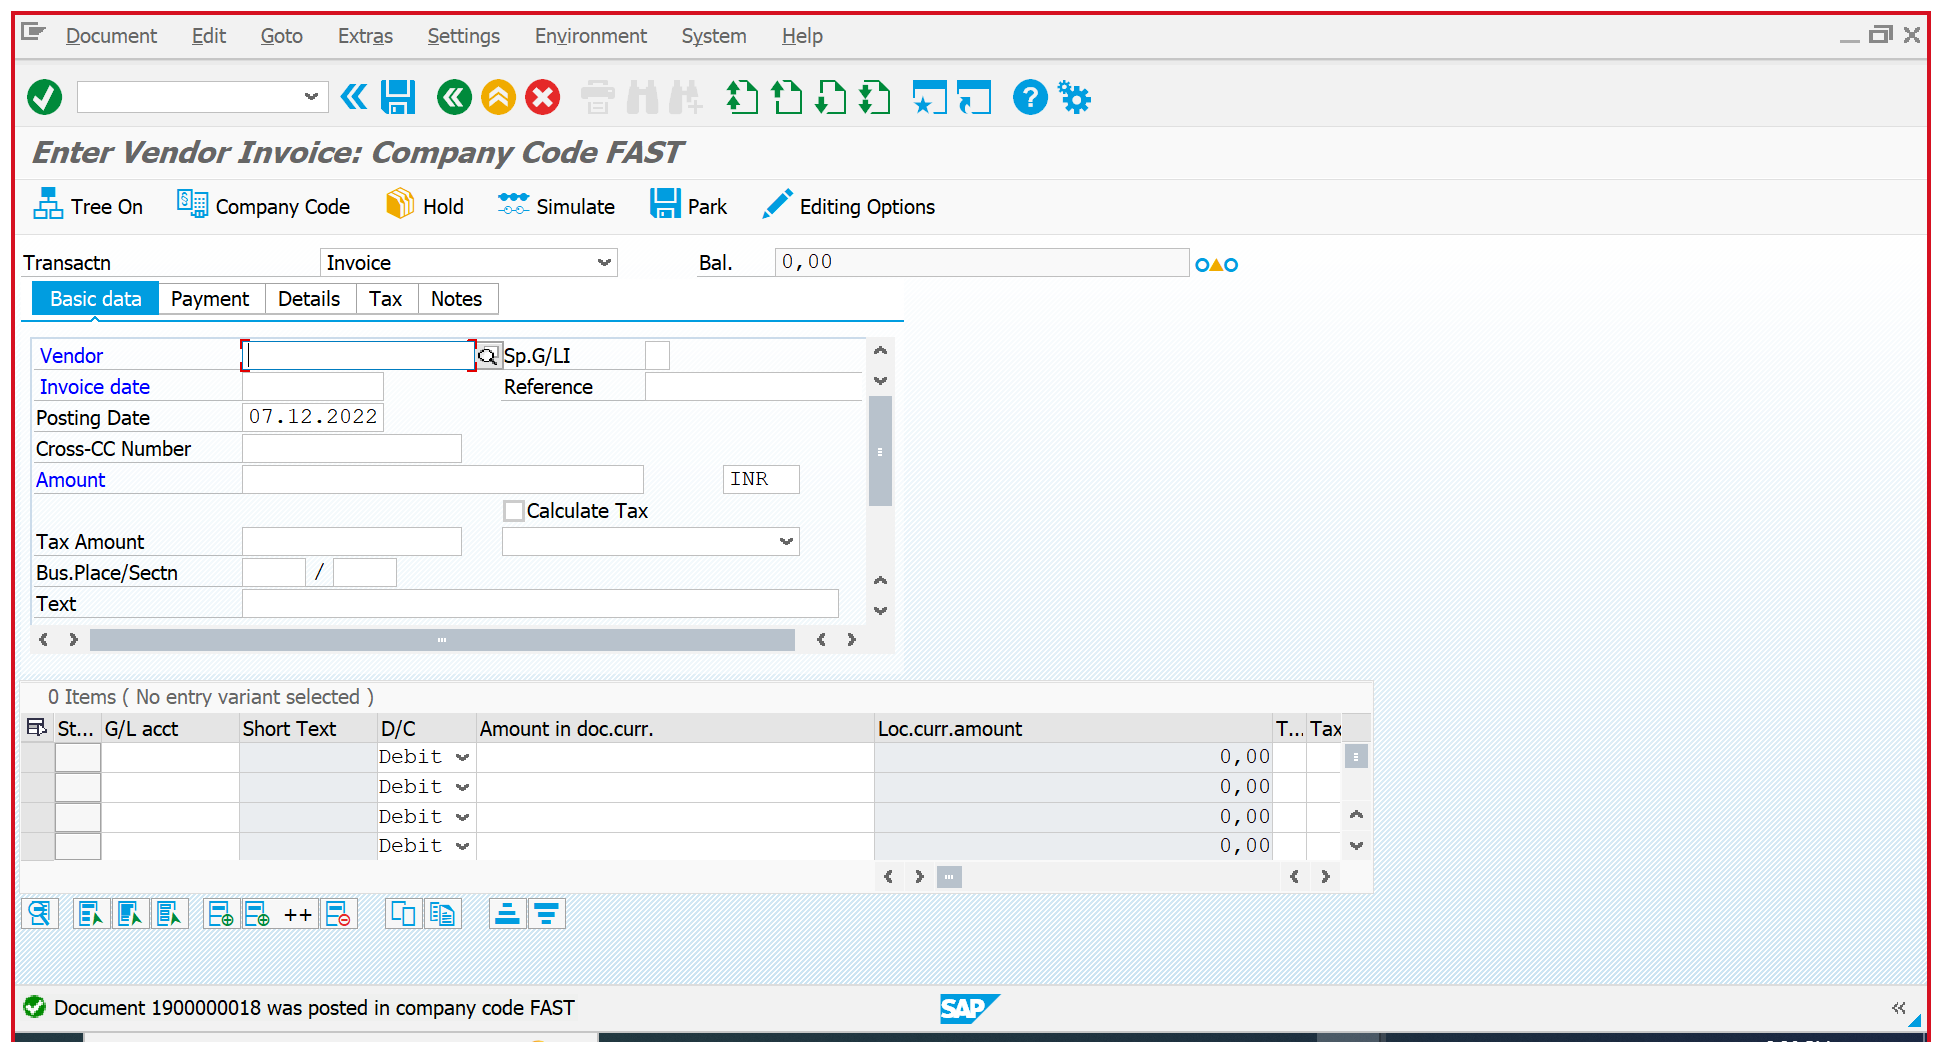 Document Edit Goto Extras Settings Environment System Help
Enter Vendor Invoice: Company Code FAST
Tree On Company Code Hold Simulate Park Editing Options
Transactn Invoice Bal. 0,00
Basic data Payment Details Tax Notes
Vendor Sp.G/LI
Invoice date Reference
Posting Date 07.12.2022
Cross-CC Number
Amount INR
Calculate Tax
Tax Amount
Bus.Place/Sectn /
Text
0 Items ( No entry variant selected )
St... G/L acct Short Text D/C Amount in doc.curr. Loc.curr.amount T... Tax
Debit 0,00
Debit 0,00
Debit 0,00
Debit 0,00
++
Document 1900000018 was posted in company code FAST SAP